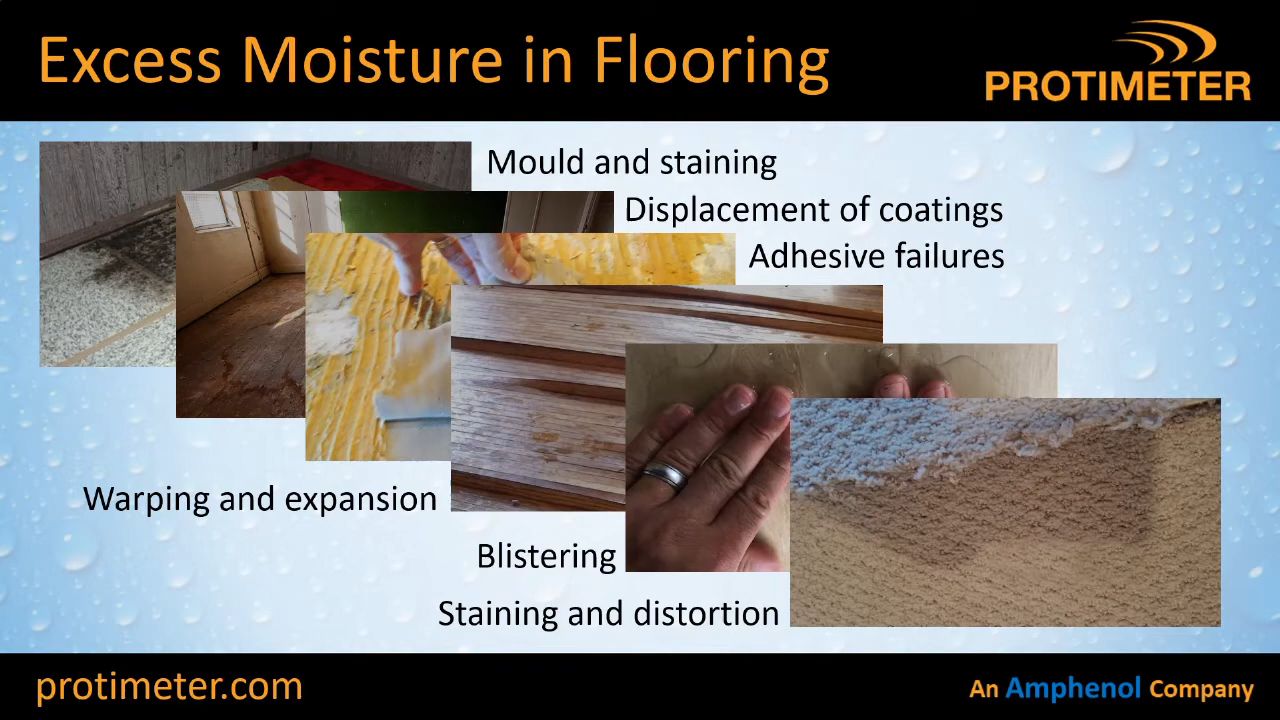 Excess Moisture in Flooring
PROTIMETER
Mould and staining
Displacement of coatings
Adhesive failures
Warping and expansion
Blistering
Staining and distortion
protimeter.com
An Amphenol Company